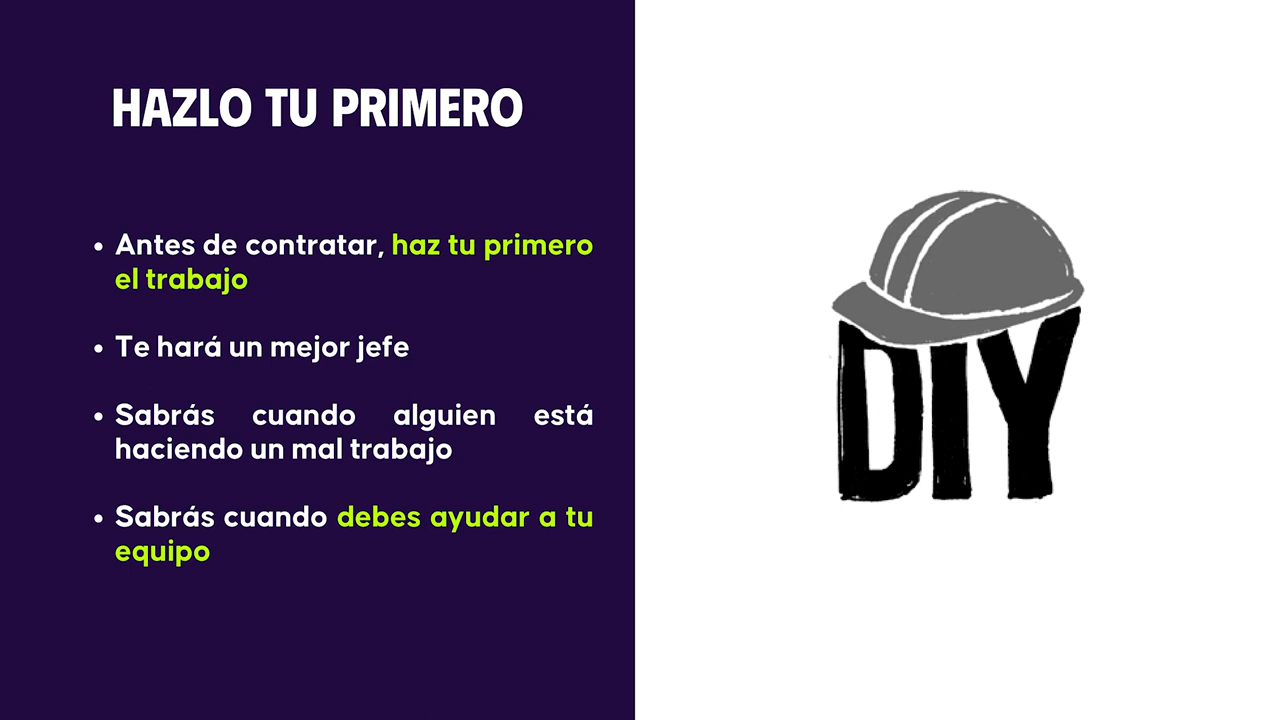 HAZLO TU PRIMERO
• Antes de contratar, haz tu primero
el trabajo
• Te hará un mejor jefe
• Sabrás cuando alguien está
haciendo un mal trabajo
• Sabrás cuando debes ayudar a tu
equipo
DIY